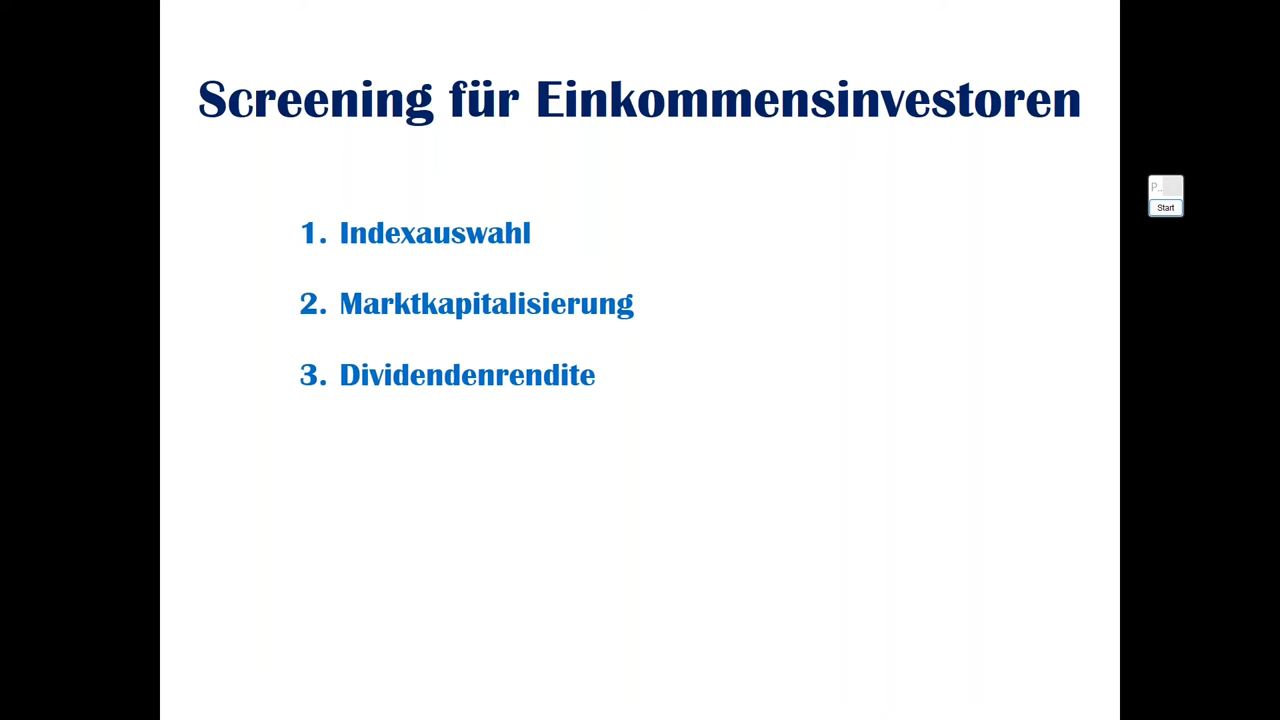 Screening für Einkommensinvestoren
1. Indexauswahl
2. Marktkapitalisierung
3. Dividendenrendite
P..
Start